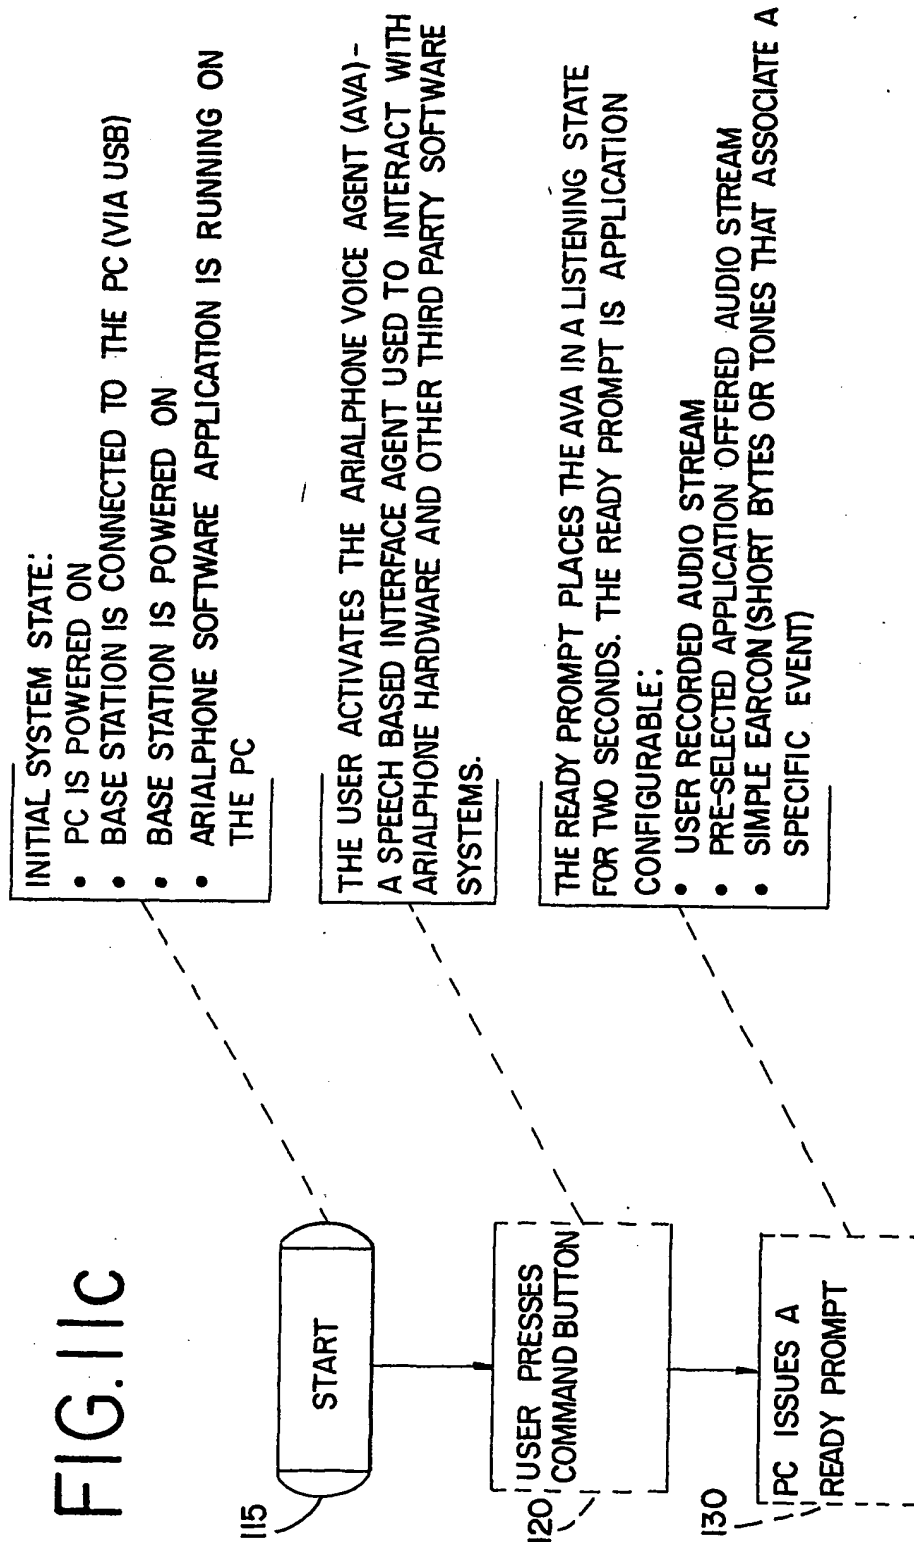 FIG.11c
115
START
INITIAL SYSTEM STATE:
• PC IS POWERED ON
• BASE STATION IS CONNECTED TO THE PC (VIA USB)
• BASE STATION IS POWERED ON
• ARIALPHONE SOFTWARE APPLICATION IS RUNNING ON
THE PC
120
USER PRESSES
COMMAND BUTTON
THE USER ACTIVATES THE ARIALPHONE VOICE AGENT (AVA) -
A SPEECH BASED INTERFACE AGENT USED TO INTERACT WITH
ARIALPHONE HARDWARE AND OTHER THIRD PARTY SOFTWARE
SYSTEMS.
130
PC ISSUES A
READY PROMPT
THE READY PROMPT PLACES THE AVA IN A LISTENING STATE
FOR TWO SECONDS. THE READY PROMPT IS APPLICATION
CONFIGURABLE:
• USER RECORDED AUDIO STREAM
PRE-SELECTED APPLICATION OFFERED AUDIO STREAM
• SIMPLE EARCON (SHORT BYTES OR TONES THAT ASSOCIATE A
• SPECIFIC EVENT)